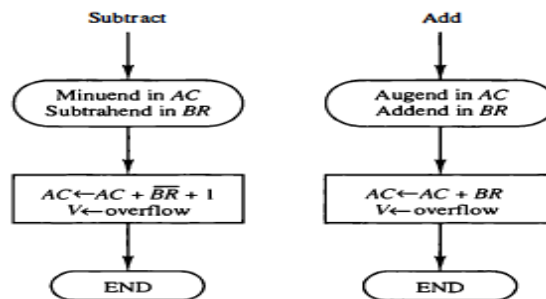 Subtract
Minuend in AC
Subtrahend in BR
AC←AC + B̅R̅ + 1
V←overflow
END
Add
Augend in AC
Addend in BR
AC←AC + BR
V←overflow
END